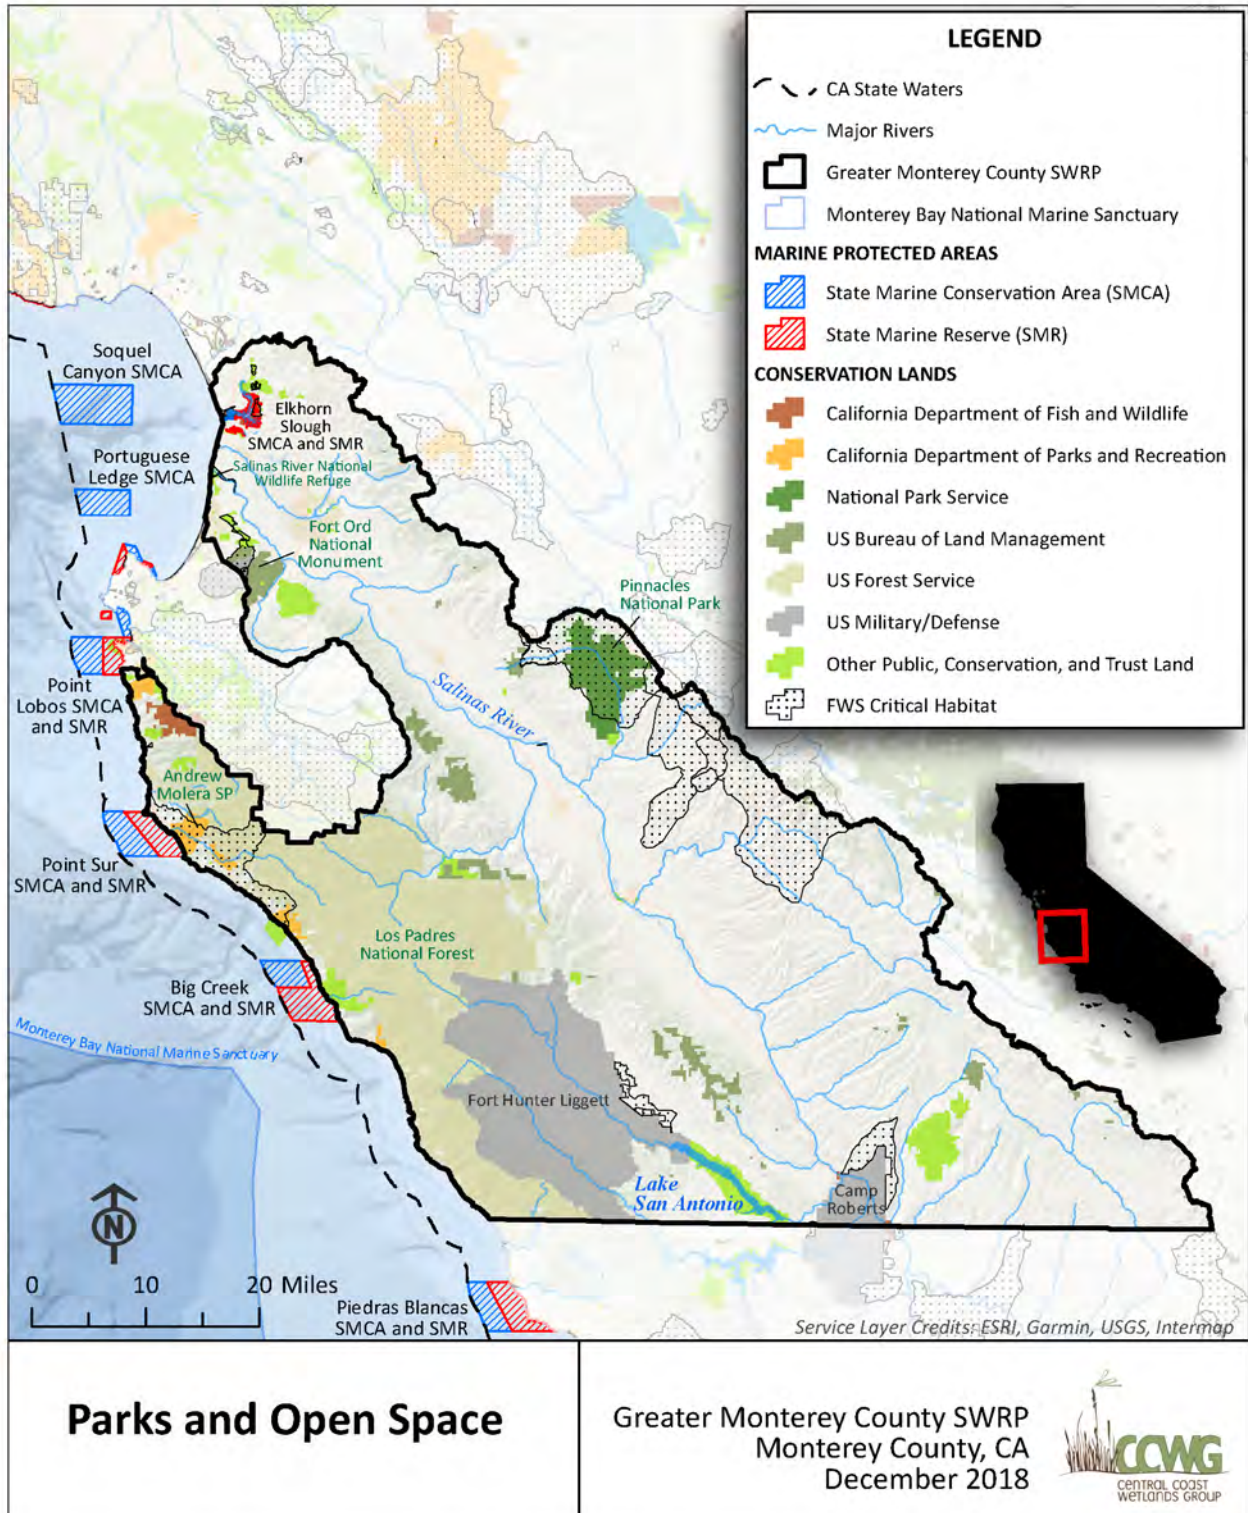 LEGEND
CA State Waters
Major Rivers
Greater Monterey County SWRP
Monterey Bay National Marine Sanctuary
MARINE PROTECTED AREAS
State Marine Conservation Area (SMCA)
State Marine Reserve (SMR)
CONSERVATION LANDS
California Department of Fish and Wildlife
California Department of Parks and Recreation
National Park Service
US Bureau of Land Management
US Forest Service
US Military/Defense
Other Public, Conservation, and Trust Land
FWS Critical Habitat
Soquel
Canyon SMCA
Elkhorn
Slough
SMCA and SMR
Portuguese
Ledge SMCA
Salinas River National
Wildlife Refuge
Fort Ord
National
Monument
Pinnacles
National Park
Point
Lobos SMCA
and SMR
Salinas River
Andrew
Molera SP
Point Sur
SMCA and SMR
Los Padres
National Forest
Big Creek
SMCA and SMR
Monterey Bay National Marine Sanctuary
Fort Hunter Liggett
Lake
San Antonio
Camp
Roberts
N
0 10 20 Miles
Piedras Blancas
SMCA and SMR
Service Layer Credits: ESRI, Garmin, USGS, Intermap
Parks and Open Space
Greater Monterey County SWRP
Monterey County, CA
December 2018
CCWG
CENTRAL COAST
WETLANDS GROUP